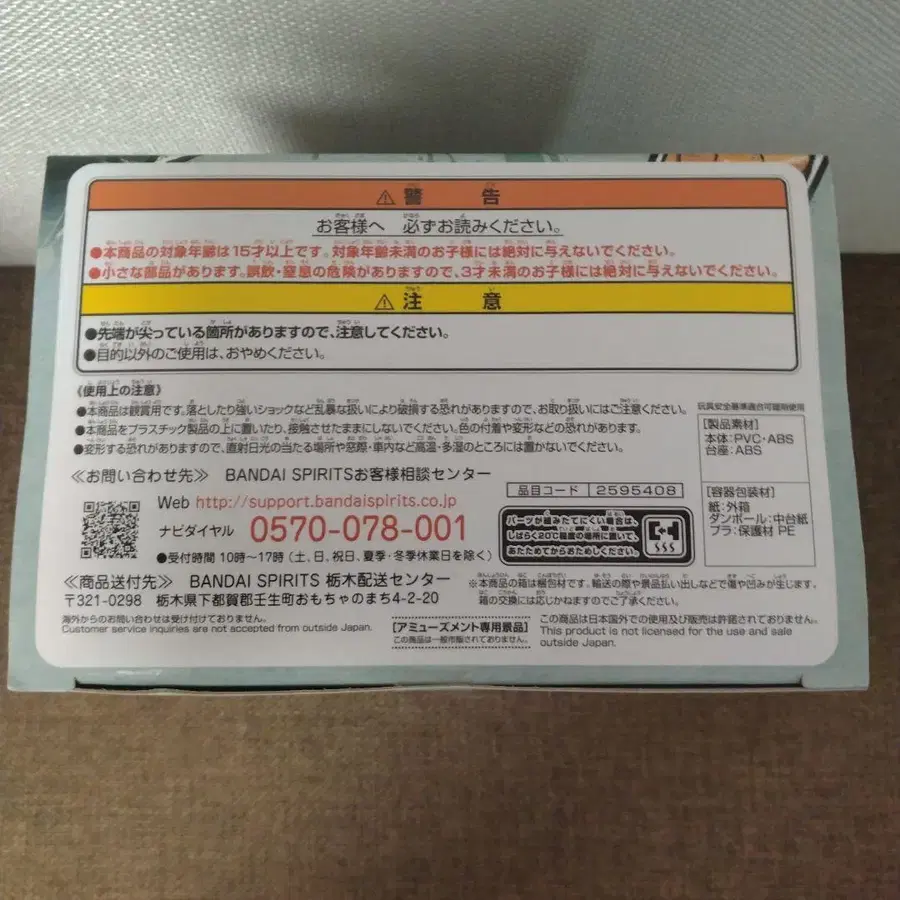 ⚠警告
お客様へ 必ずお読みください。
●本商品の対象年齢は15才以上です。対象年齢未満のお子様には絶対に与えないでください。
●小さな部品があります。誤飲・窒息の危険がありますので、3才未満のお子様には絶対に与えないでください。
⚠注意
●先端が尖っている箇所がありますので、注意してください。
●目的以外のご使用は、おやめください。
《使用上の注意》
●本商品は観賞用です。落としたり強いショックなど乱暴な扱いにより破損する恐れがありますので、お取り扱いにはご注意ください。
●本商品をプラスチック製品の上に置いたり、接触させたままにしないでください。色の付着や変形などの恐れがあります。
●変形する恐れがありますので、直射日光の当たる場所や窓際・車内など高温・多湿のところには置かないでください。
玩具安全基準適合可塑剤使用
【製品素材】
本体:PVC・ABS
台座:ABS
【容器包装材】
紙:外箱
ダンボール:中台紙
プラ:保護材 PE
≪お問い合わせ先≫ BANDAI SPIRITSお客様相談センター
Web http://support.bandaispirits.co.jp
ナビダイヤル 0570-078-001
●受付時間 10時〜17時(土、日、祝日、夏季・冬季休業日を除く)
品目コード 2595408
パーツが組みたてにくい場合は、
しばらく20℃程度の場所に置いて、
あたためてからおためしください。
≪商品送付先≫ BANDAI SPIRITS 栃木配送センター
〒321-0298 栃木県下都賀郡壬生町おもちゃのまち4-2-20
※本商品の箱は梱包材です。輸送の際や景品払い出しなどで傷や凹みが生じます。
箱の交換には応じかねますのでご了承ください。
海外からのお問い合わせは受け付けておりません。
Customer service inquiries are not accepted from outside Japan.
【アミューズメント専用景品】
この商品は一般市販されておりません。
この商品は日本国外での使用及び販売は許諾されておりません。
This product is not licensed for the use and sale
outside Japan.